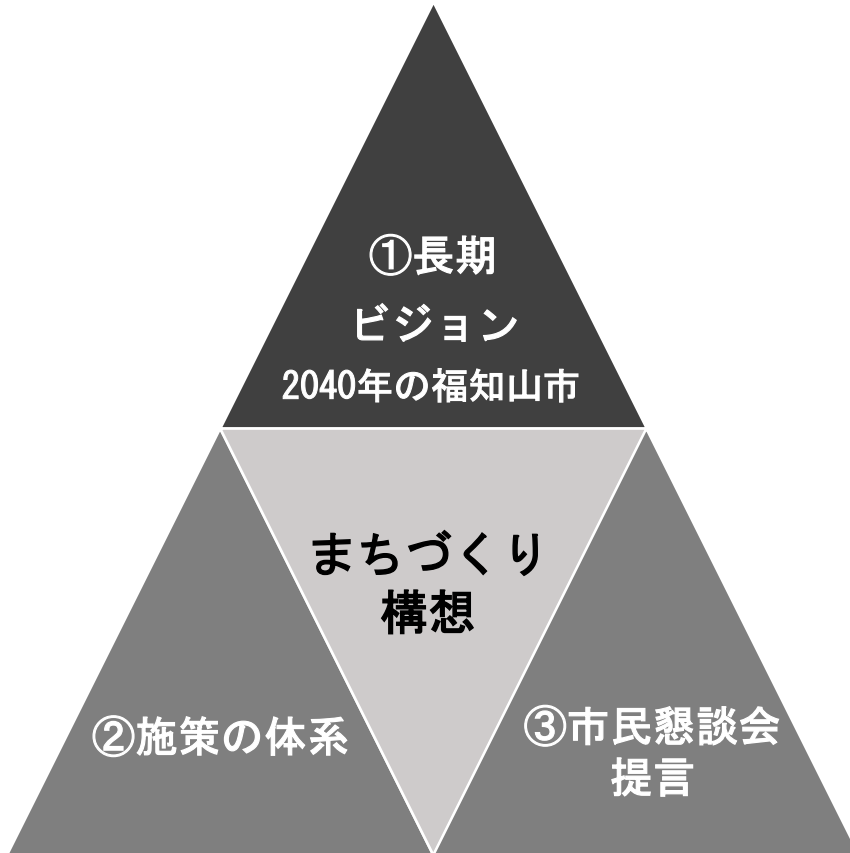 ①長期
ビジョン
2040年の福知山市
まちづくり
構想
②施策の体系
③市民懇談会
提言